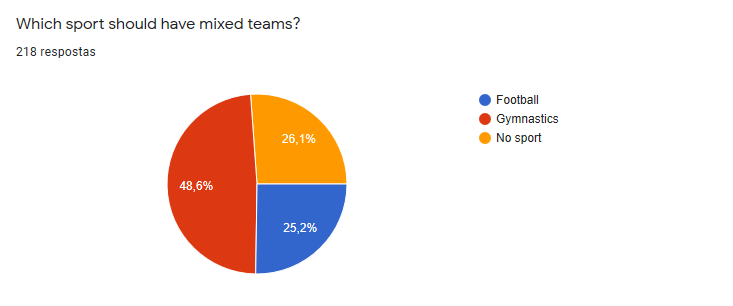 Which sport should have mixed teams?
218 respostas
Football
Gymnastics
No sport
26,1%
48,6%
25,2%